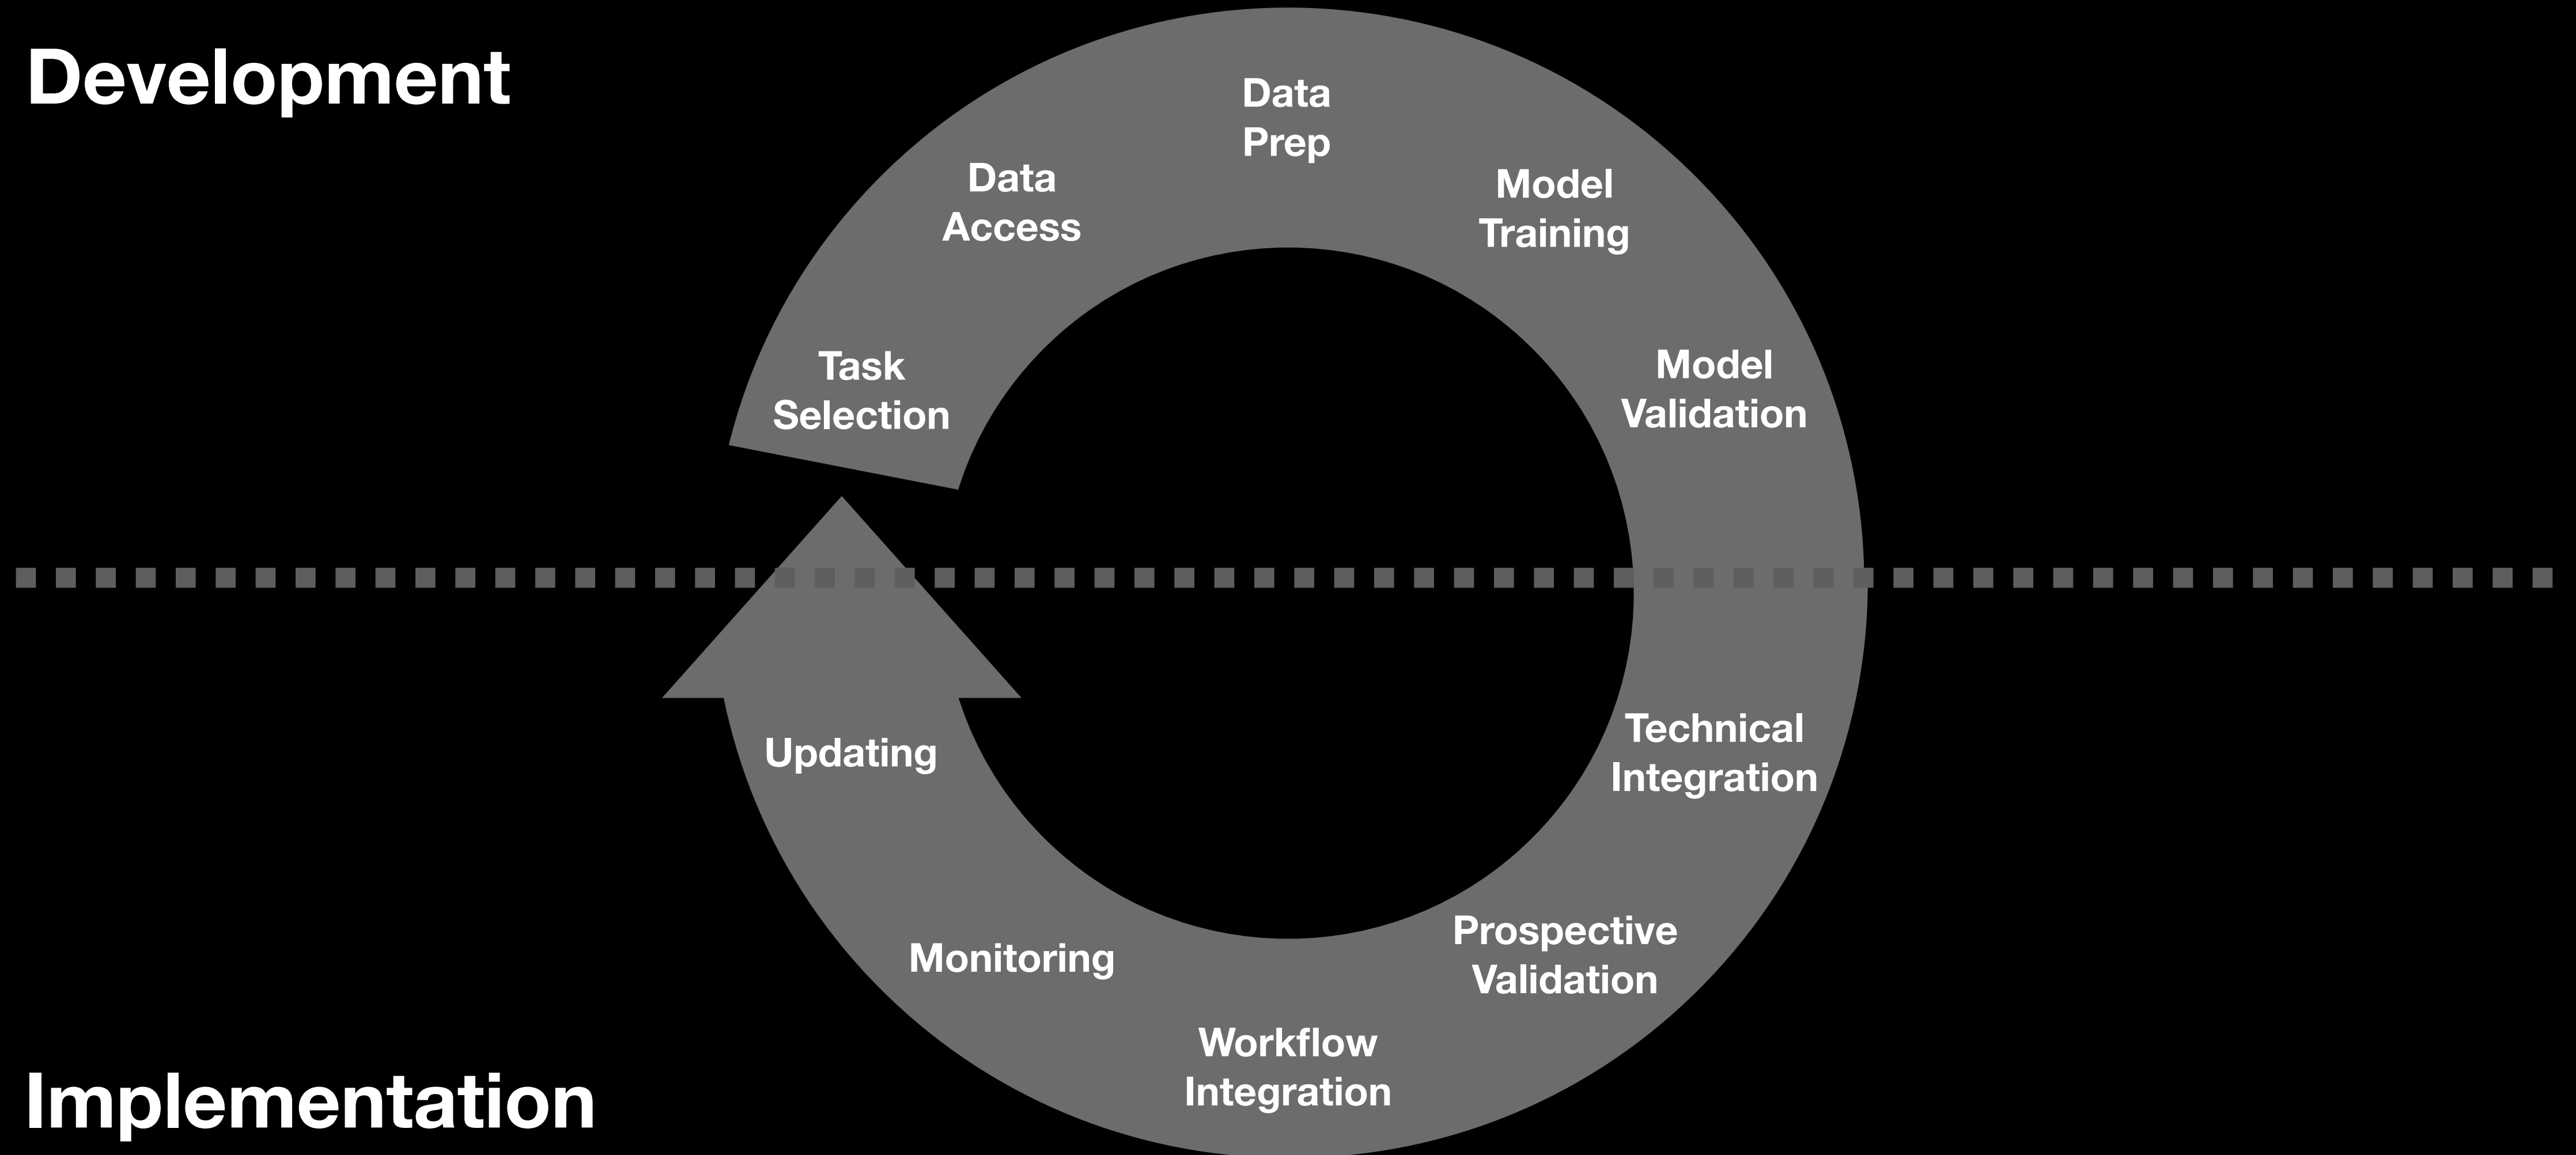 Development
Data
Prep
Data
Access
Model
Training
Task
Selection
Model
Validation
Technical
Integration
Updating
Prospective
Validation
Monitoring
Workflow
Integration
Implementation